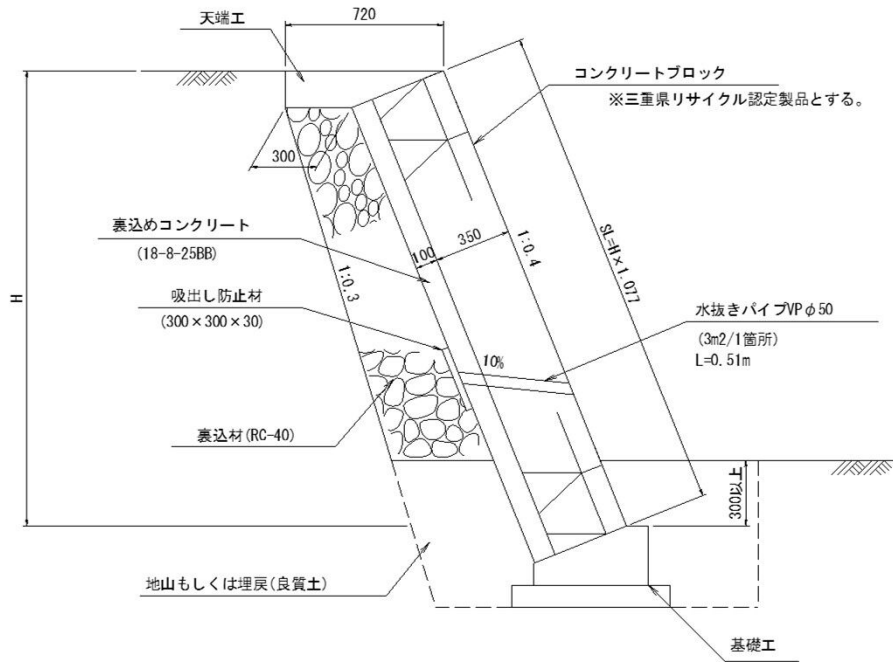 天端工
720
コンクリートブロック
※三重県リサイクル認定製品とする。
300
裏込めコンクリート
(18-8-25BB)
100
350
1:0.4
SL=H×1.077
H
1:0.3
吸出し防止材
(300×300×30)
水抜きパイプVPφ50
(3m2/1箇所)
L=0.51m
10%
裏込材(RC-40)
300以上
地山もしくは埋戻(良質土)
基礎工